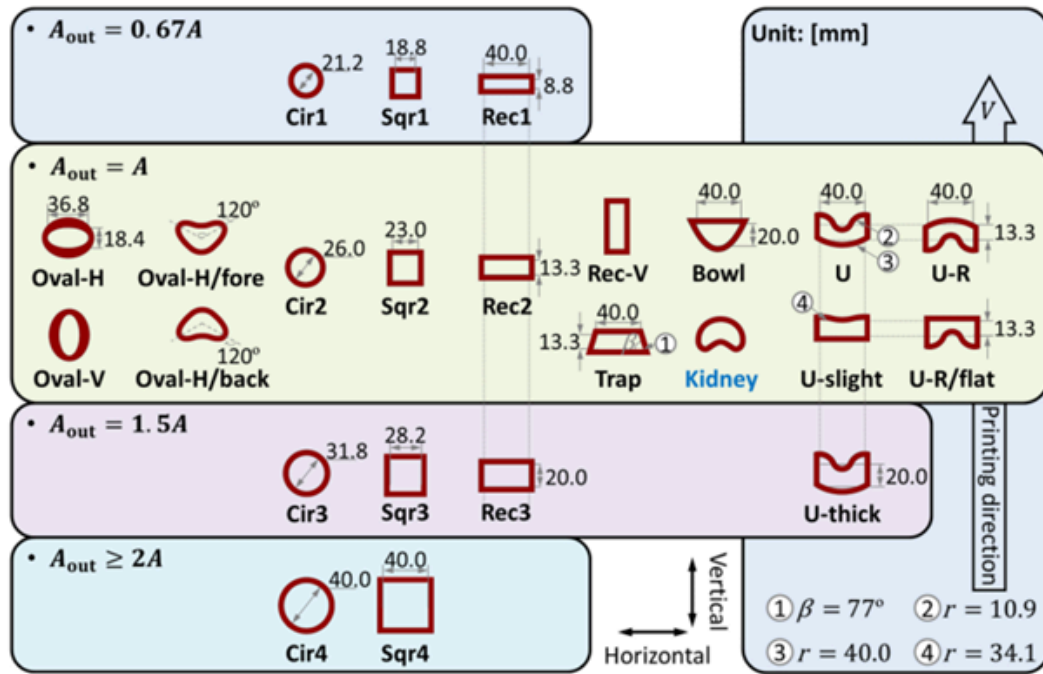 • A_out = 0.67A
21.2
18.8
40.0
8.8
Cir1
Sqr1
Rec1
Unit: [mm]
V
• A_out = A
36.8
18.4
Oval-H
120°
Oval-H/fore
26.0
Cir2
23.0
Sqr2
13.3
Rec2
Rec-V
40.0
20.0
Bowl
40.0
②
③
U
40.0
13.3
U-R
Oval-V
120°
Oval-H/back
40.0
13.3
β
①
Trap
Kidney
④
U-slight
13.3
U-R/flat
• A_out = 1.5A
31.8
Cir3
28.2
Sqr3
20.0
Rec3
20.0
U-thick
Printing direction
• A_out ≥ 2A
40.0
Cir4
40.0
Sqr4
Vertical
Horizontal
① β = 77°
② r = 10.9
③ r = 40.0
④ r = 34.1